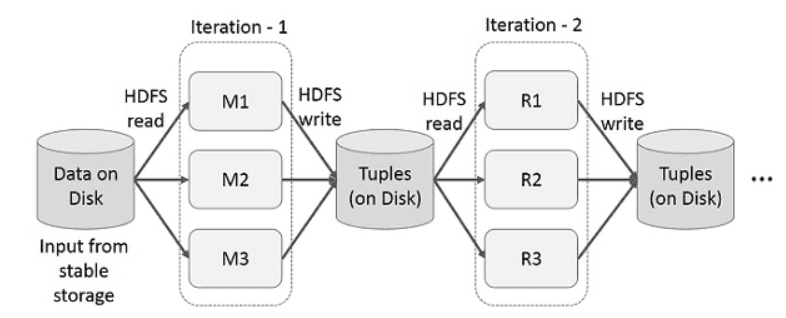 Iteration - 1
Iteration - 2
HDFS
read
M1
HDFS
write
HDFS
read
R1
HDFS
write
Data on
Disk
M2
Tuples
(on Disk)
R2
Tuples
(on Disk)
...
Input from
stable
storage
M3
R3